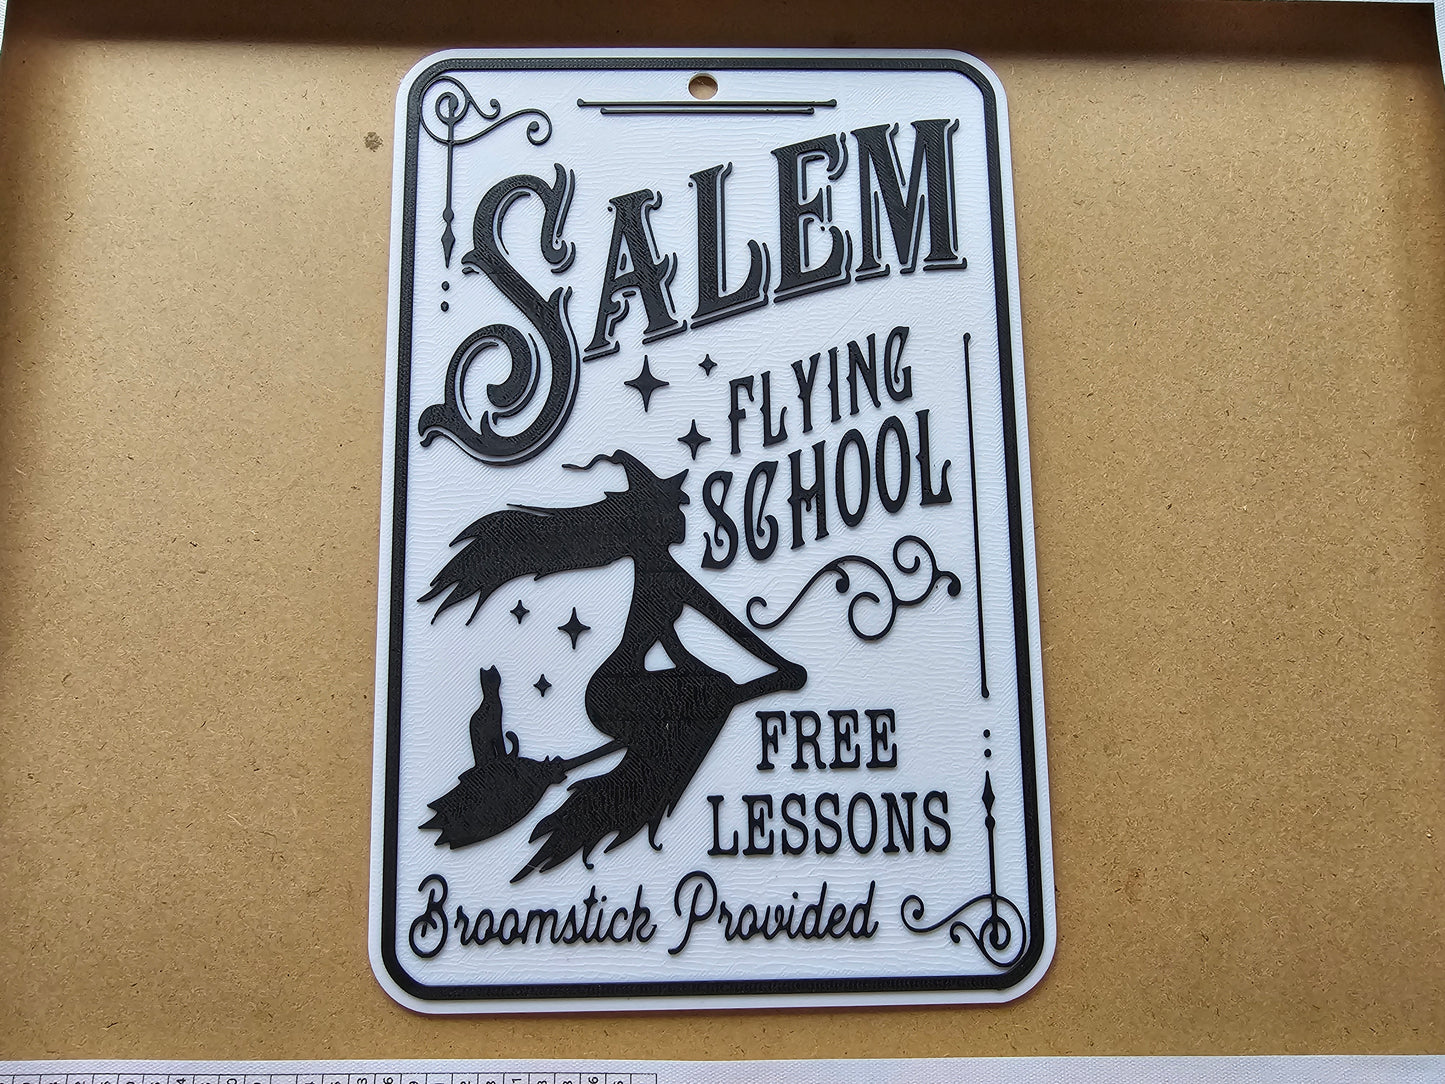 SALEM
FLYING
SCHOOL
FREE
LESSONS
Broomstick Provided